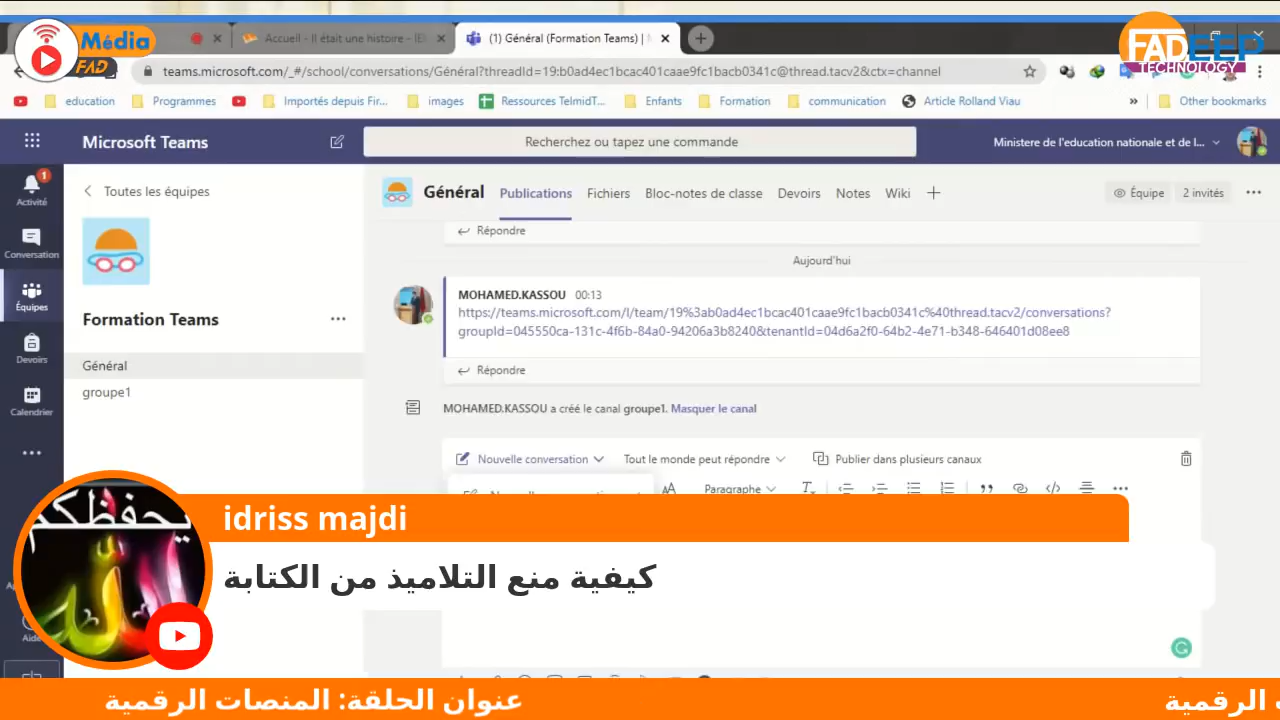 Média
FAD
Accueil - Il était une histoire - IEI
(1) Général (Formation Teams) |
FADEEP
TECHNOLOGY
teams.microsoft.com/_#/school/conversations/Général?threadId=19:b0ad4ec1bcac401caae9fc1bacb0341c@thread.tacv2&ctx=channel
education
Programmes
Importés depuis Fir...
images
Ressources TelmidT...
Enfants
Formation
communication
Article Rolland Viau
»
Other bookmarks
Microsoft Teams
Recherchez ou tapez une commande
Ministere de l'education nationale et de l...
1
Activité
Conversation
Équipes
Devoirs
Calendrier
Aide
Toutes les équipes
Formation Teams
Général
groupe1
Général
Publications
Fichiers
Bloc-notes de classe
Devoirs
Notes
Wiki
Équipe
2 invités
Répondre
Aujourd'hui
MOHAMED.KASSOU 00:13
https://teams.microsoft.com/l/team/19%3ab0ad4ec1bcac401caae9fc1bacb0341c%40thread.tacv2/conversations?
groupId=045550ca-131c-4f6b-84a0-94206a3b8240&tenantId=04d6a2f0-64b2-4e71-b348-646401d08ee8
Répondre
MOHAMED.KASSOU a créé le canal groupe1. Masquer le canal
Nouvelle conversation
Tout le monde peut répondre
Publier dans plusieurs canaux
AA
Paragraphe
يحفظكم
الله
idriss majdi
كيفية منع التلاميذ من الكتابة
عنوان الحلقة: المنصات الرقمية
ت الرقمية